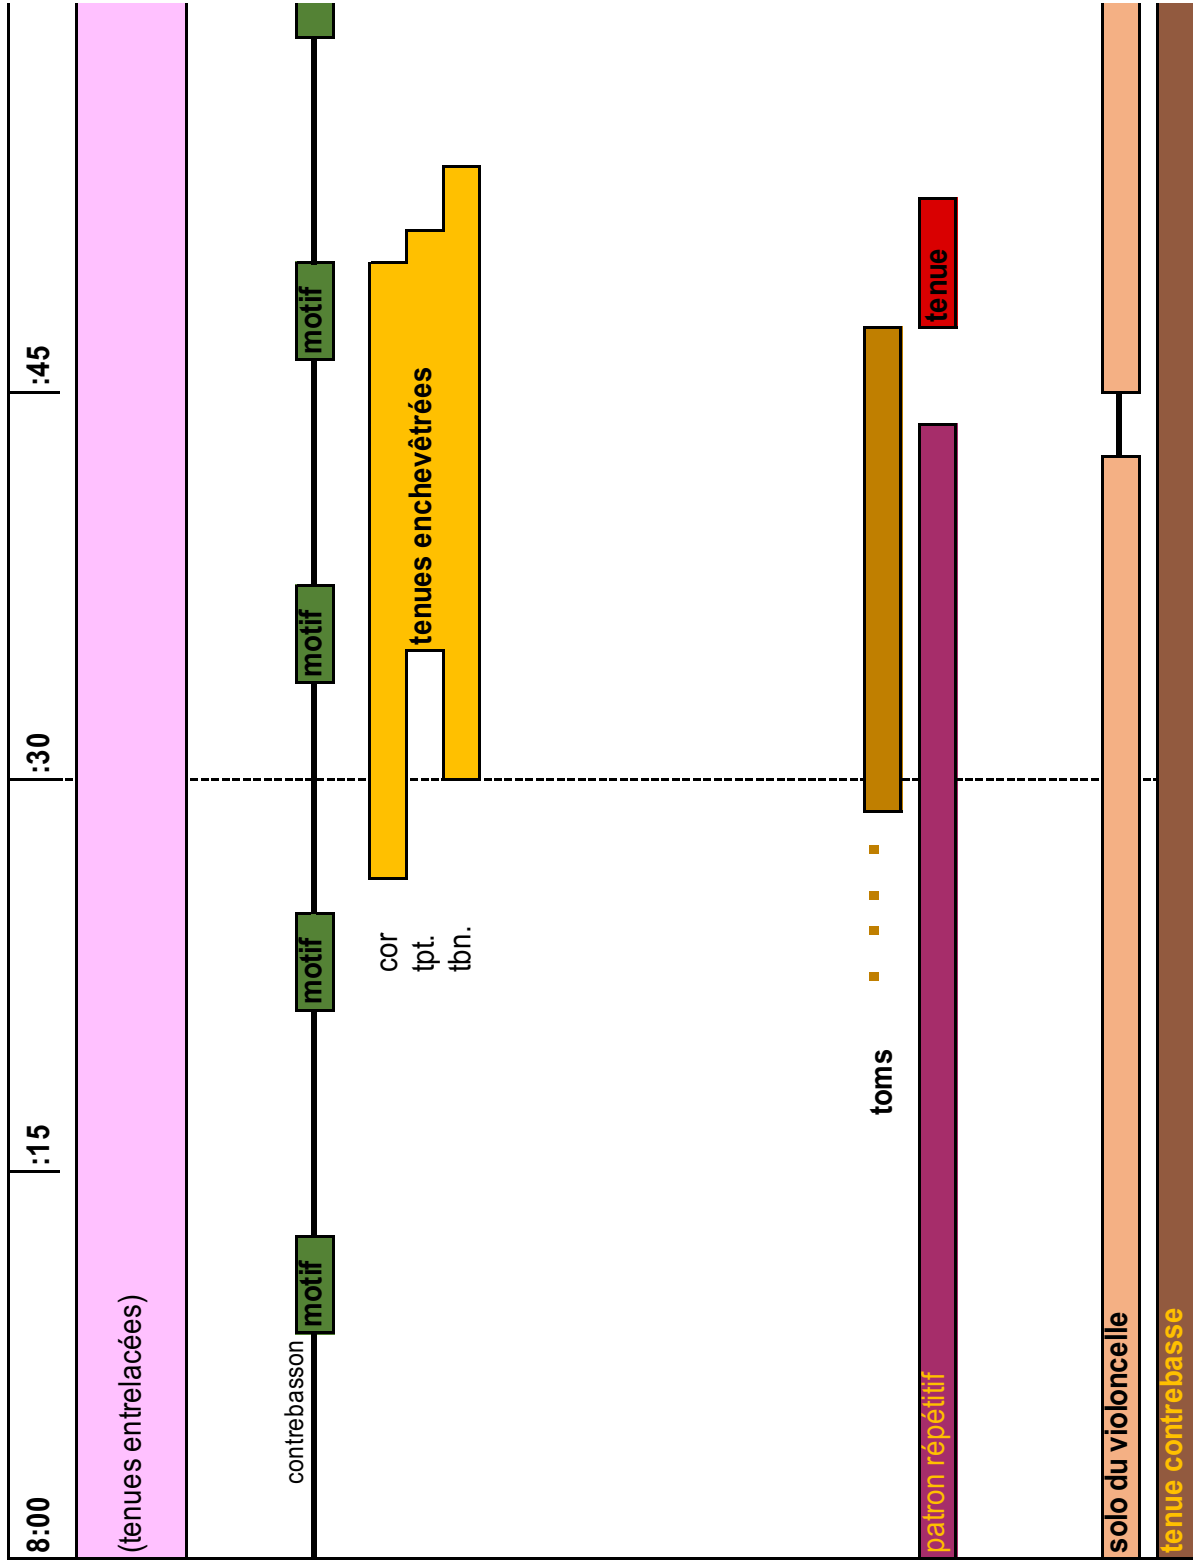 8:00
:15
:30
:45
(tenues entrelacées)
contrebasson
motif
motif
motif
motif
cor
tpt.
tbn.
tenues enchevêtrées
toms
patron répétitif
tenue
solo du violoncelle
tenue contrebasse